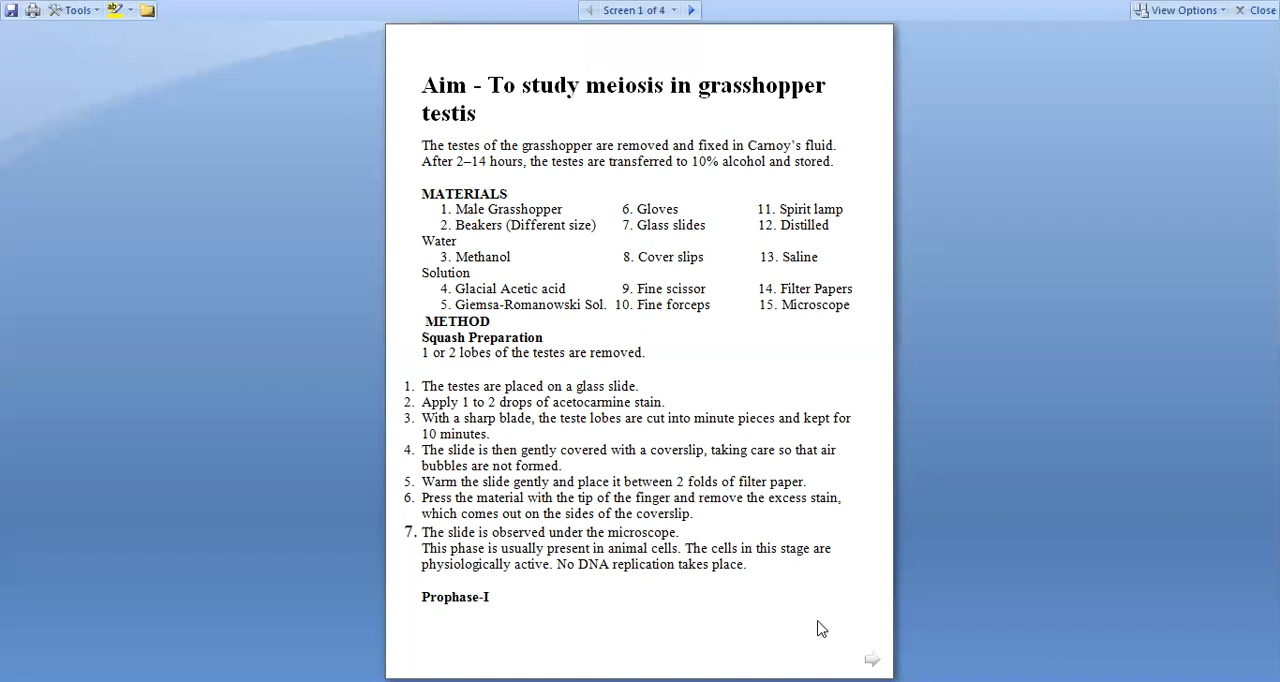 Tools
Screen 1 of 4
View Options
Close
Aim - To study meiosis in grasshopper
testis
The testes of the grasshopper are removed and fixed in Carnoy's fluid.
After 2–14 hours, the testes are transferred to 10% alcohol and stored.
MATERIALS
1. Male Grasshopper 6. Gloves 11. Spirit lamp
2. Beakers (Different size) 7. Glass slides 12. Distilled
Water
3. Methanol 8. Cover slips 13. Saline
Solution
4. Glacial Acetic acid 9. Fine scissor 14. Filter Papers
5. Giemsa-Romanowski Sol. 10. Fine forceps 15. Microscope
METHOD
Squash Preparation
1 or 2 lobes of the testes are removed.
1. The testes are placed on a glass slide.
2. Apply 1 to 2 drops of acetocarmine stain.
3. With a sharp blade, the teste lobes are cut into minute pieces and kept for
10 minutes.
4. The slide is then gently covered with a coverslip, taking care so that air
bubbles are not formed.
5. Warm the slide gently and place it between 2 folds of filter paper.
6. Press the material with the tip of the finger and remove the excess stain,
which comes out on the sides of the coverslip.
7. The slide is observed under the microscope.
This phase is usually present in animal cells. The cells in this stage are
physiologically active. No DNA replication takes place.
Prophase-I